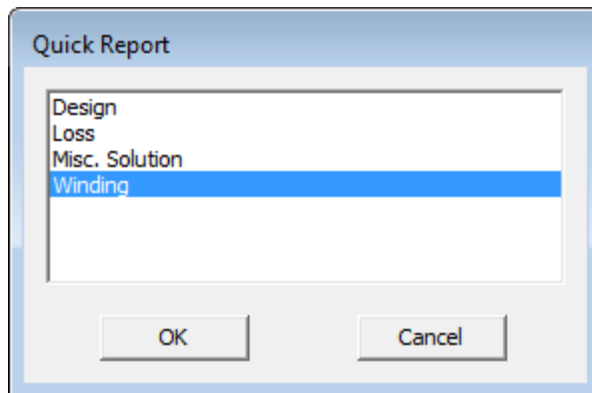 Quick Report
Design
Loss
Misc. Solution
Winding
OK
Cancel